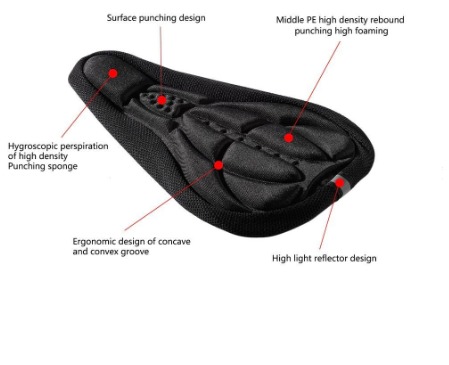 Surface punching design
Middle PE high density rebound
punching high foaming
Hygroscopic perspiration
of high density
Punching sponge
Ergonomic design of concave
and convex groove
High light reflector design